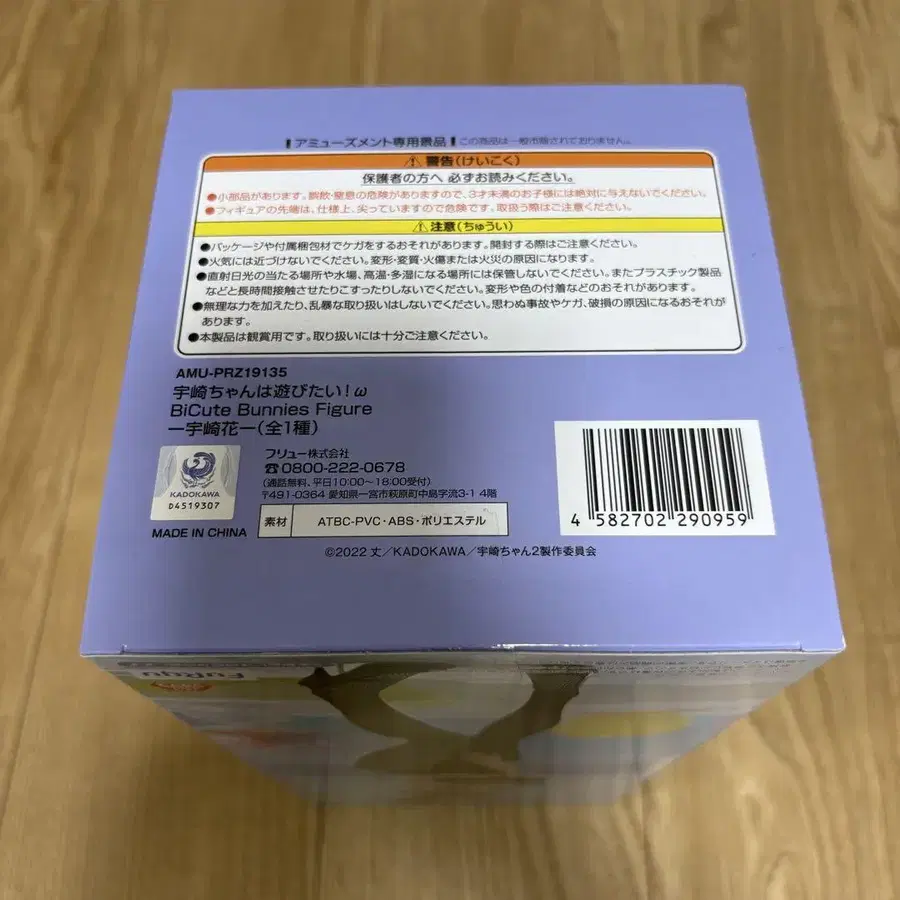 アミューズメント専用景品 この商品は一般市販されておりません。
警告(けいこく)
保護者の方へ 必ずお読みください。
●小部品があります。誤飲・窒息の危険がありますので、3才未満のお子様には絶対に与えないでください。
●フィギュアの先端は、仕様上、尖っていますので危険です。取扱う際はご注意ください。
注意(ちゅうい)
●パッケージや付属梱包材でケガをするおそれがあります。開封する際はご注意ください。
●火気には近づけないでください。変形・変質・火傷または火災の原因になります。
●直射日光の当たる場所や水場、高温・多湿になる場所には保管しないでください。またプラスチック製品
などと長時間接触させたりこすったりしないでください。変形や色の付着などのおそれがあります。
●無理な力を加えたり、乱暴な取り扱いはしないでください。思わぬ事故やケガ、破損の原因になるおそれが
あります。
●本製品は観賞用です。取り扱いには十分ご注意ください。
AMU-PRZ19135
宇崎ちゃんは遊びたい!ω
BiCute Bunnies Figure
ー宇崎花ー(全1種)
フリュー株式会社
☎0800-222-0678
(通話無料、平日10:00~18:00受付)
〒491-0364 愛知県一宮市萩原町中島字流3-1 4階
KADOKAWA
D4519307
MADE IN CHINA
素材 ATBC-PVC・ABS・ポリエステル
4 582702 290959
©2022 丈/KADOKAWA/宇崎ちゃん2製作委員会
FuRyu